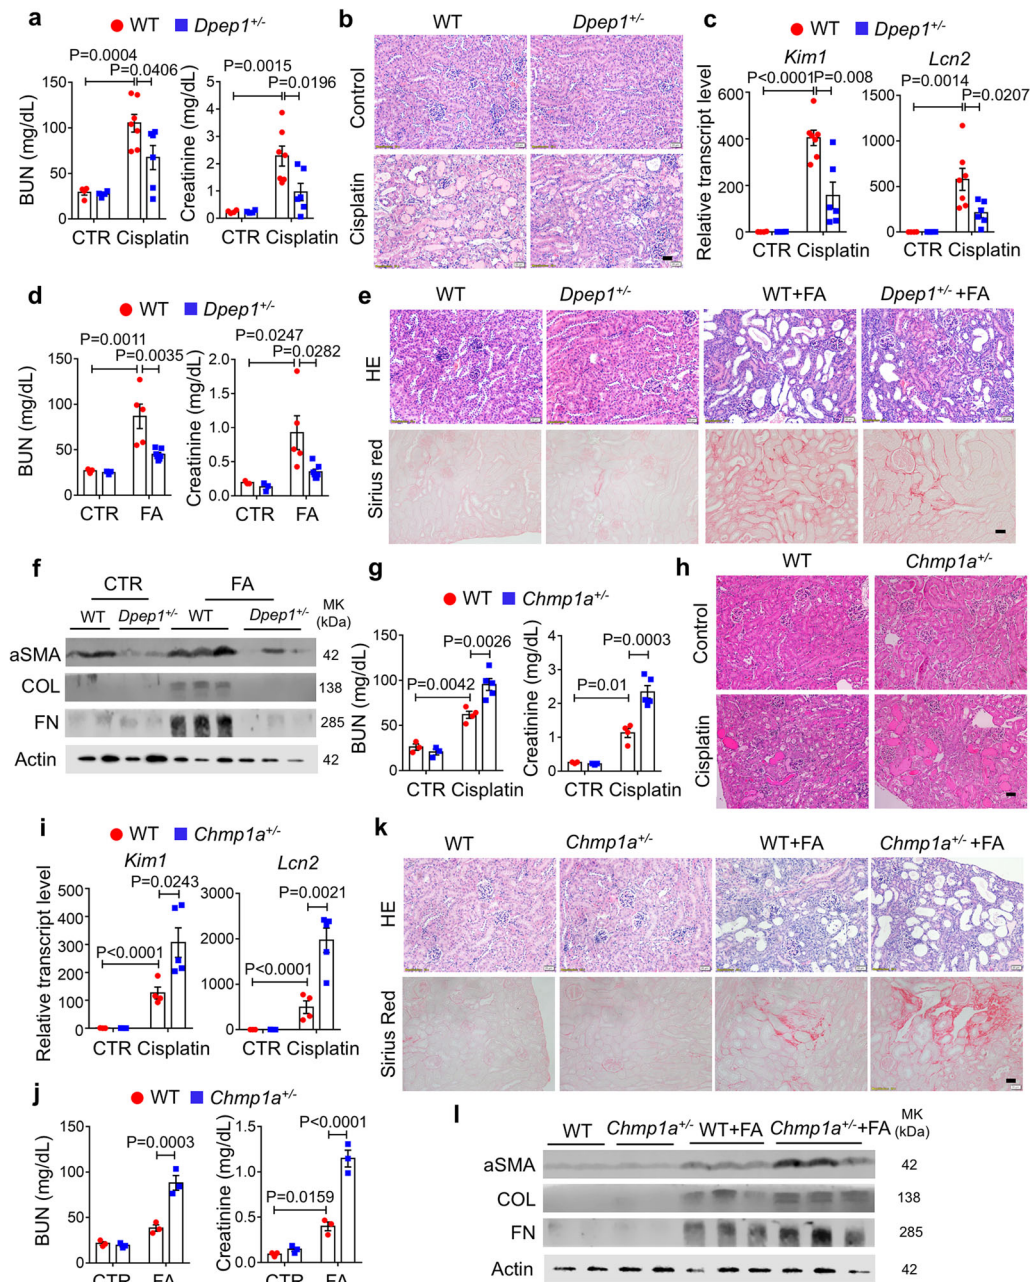 a
WT Dpep1+/-
P=0.0004
P=0.0406
BUN (mg/dL)
150
100
50
0
CTR Cisplatin
P=0.0015
P=0.0196
Creatinine (mg/dL)
5
4
3
2
1
0
CTR Cisplatin
b
WT Dpep1+/-
Control
Cisplatin
c
WT Dpep1+/-
Kim1 Lcn2
P<0.0001 P=0.008
Relative transcript level
600
400
200
0
CTR Cisplatin
P=0.0014
P=0.0207
1500
1000
500
0
CTR Cisplatin
d
WT Dpep1+/-
P=0.0011
P=0.0035
BUN (mg/dL)
150
100
50
0
CTR FA
P=0.0247
P=0.0282
Creatinine (mg/dL)
2.0
1.5
1.0
0.5
0.0
CTR FA
e
WT Dpep1+/- WT+FA Dpep1+/- +FA
HE
Sirius red
f
CTR FA
WT Dpep1+/- WT Dpep1+/- MK (kDa)
aSMA 42
COL 138
FN 285
Actin 42
g
WT Chmp1a+/-
P=0.0026
P=0.0042
BUN (mg/dL)
150
100
50
0
CTR Cisplatin
P=0.0003
P=0.01
Creatinine (mg/dL)
4
3
2
1
0
CTR Cisplatin
h
WT Chmp1a+/-
Control
Cisplatin
i
WT Chmp1a+/-
Kim1 Lcn2
P=0.0243
P<0.0001
Relative transcript level
500
400
300
200
100
0
CTR Cisplatin
P=0.0021
P<0.0001
3000
2000
1000
0
CTR Cisplatin
j
WT Chmp1a+/-
P=0.0003
BUN (mg/dL)
150
100
50
0
CTR FA
P<0.0001
P=0.0159
Creatinine (mg/dL)
1.5
1.0
0.5
0.0
CTR FA
k
WT Chmp1a+/- WT+FA Chmp1a+/- +FA
HE
Sirius Red
l
WT Chmp1a+/- WT+FA Chmp1a+/-+FA MK (kDa)
aSMA 42
COL 138
FN 285
Actin 42